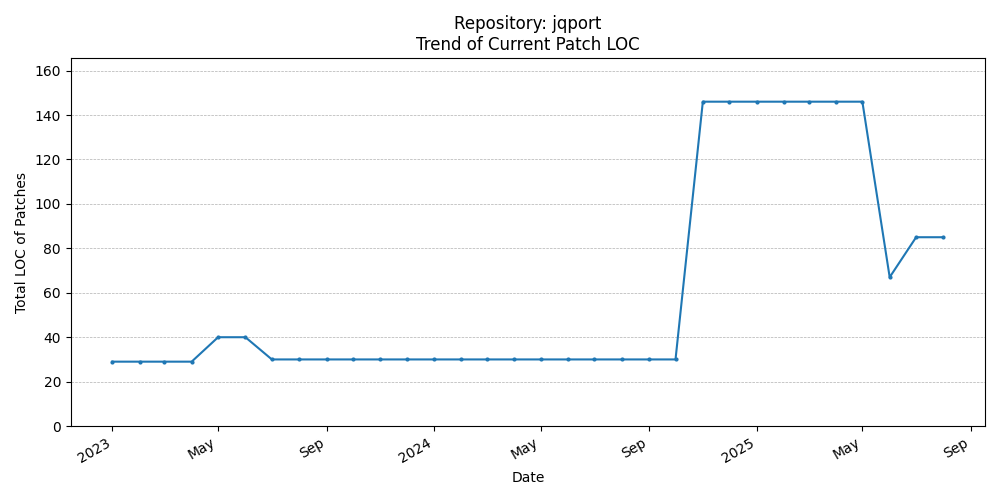 Repository: jqport
Trend of Current Patch LOC
160
140
120
100
80
60
40
20
0
Total LOC of Patches
2023
May
Sep
2024
May
Sep
2025
May
Sep
Date